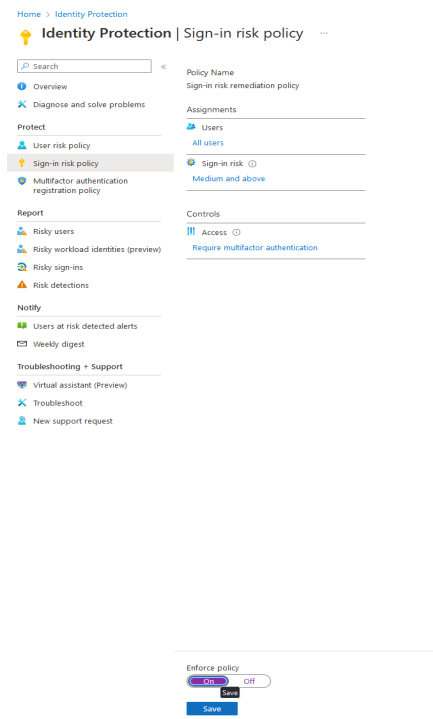 Home > Identity Protection
Identity Protection | Sign-in risk policy ...
Search
«
Overview
Diagnose and solve problems
Protect
User risk policy
Sign-in risk policy
Multifactor authentication
registration policy
Report
Risky users
Risky workload identities (preview)
Risky sign-ins
Risk detections
Notify
Users at risk detected alerts
Weekly digest
Troubleshooting + Support
Virtual assistant (Preview)
Troubleshoot
New support request
Policy Name
Sign-in risk remediation policy
Assignments
Users
All users
Sign-in risk
Medium and above
Controls
Access
Require multifactor authentication
Enforce policy
On Off
Save
Save